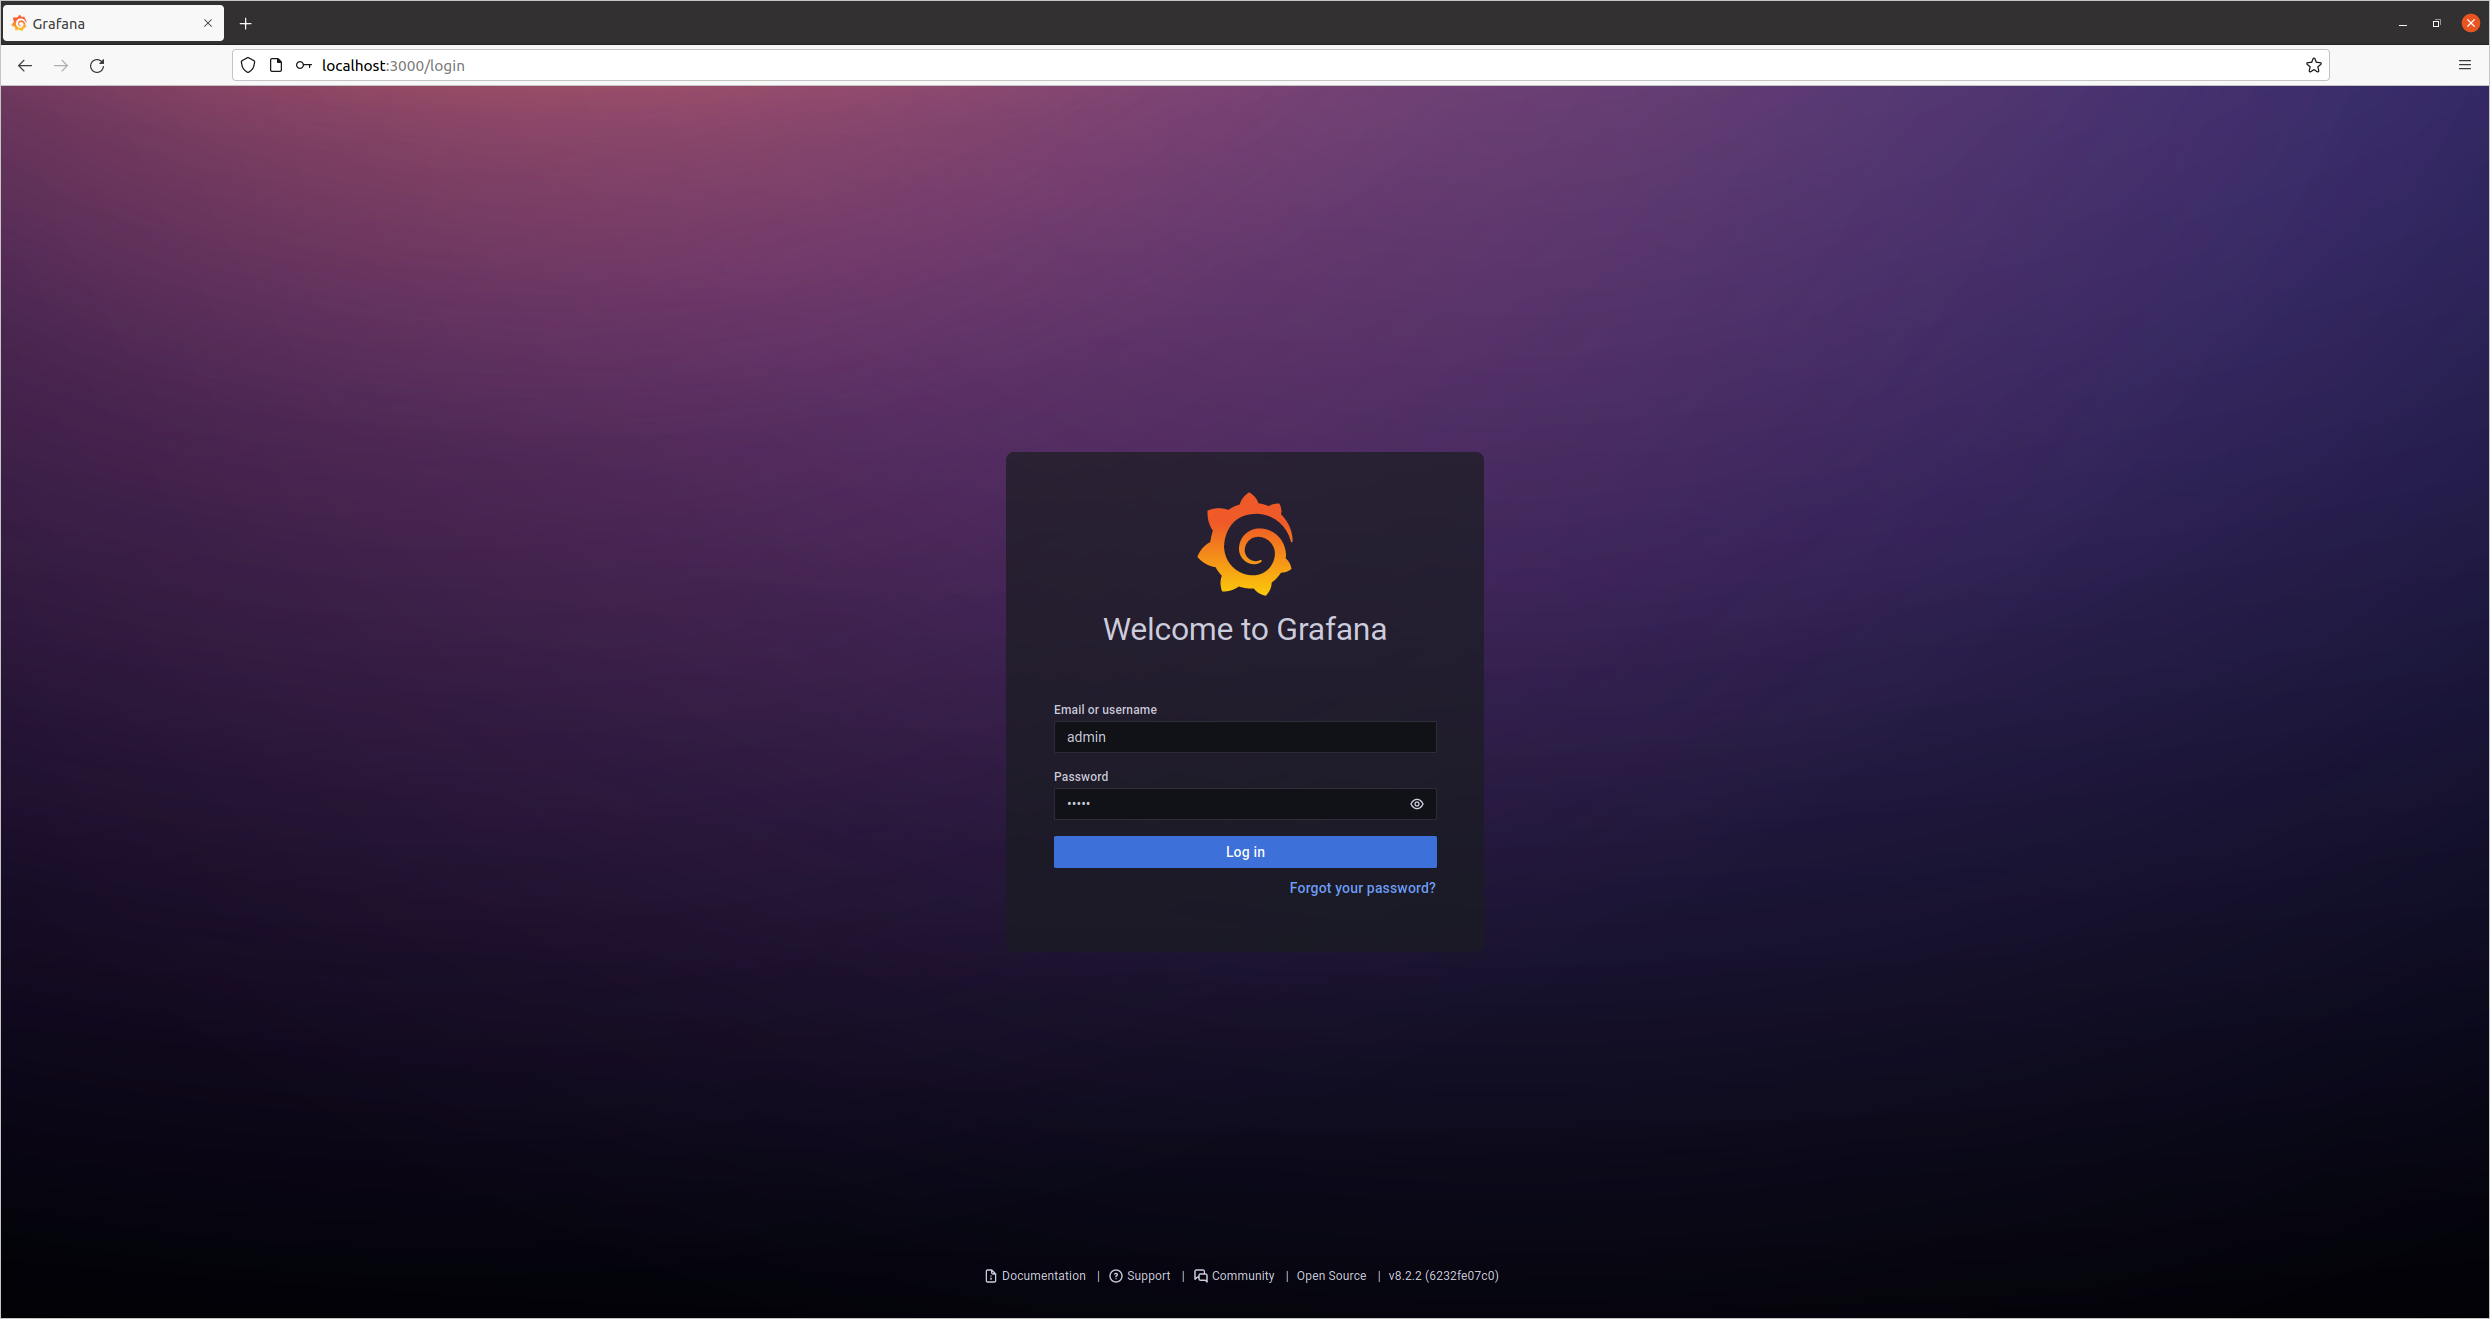 Grafana
localhost:3000/login
Welcome to Grafana
Email or username
admin
Password
•••••
Log in
Forgot your password?
Documentation | Support | Community | Open Source | v8.2.2 (6232fe07c0)